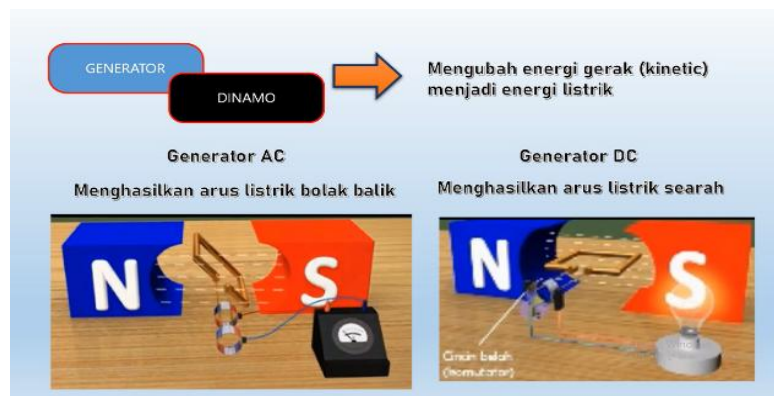 GENERATOR
DINAMO
Mengubah energi gerak (kinetic)
menjadi energi listrik
Generator AC
Menghasilkan arus listrik bolak balik
Generator DC
Menghasilkan arus listrik searah
N
S
N
S
Cincin belah
(komutator)